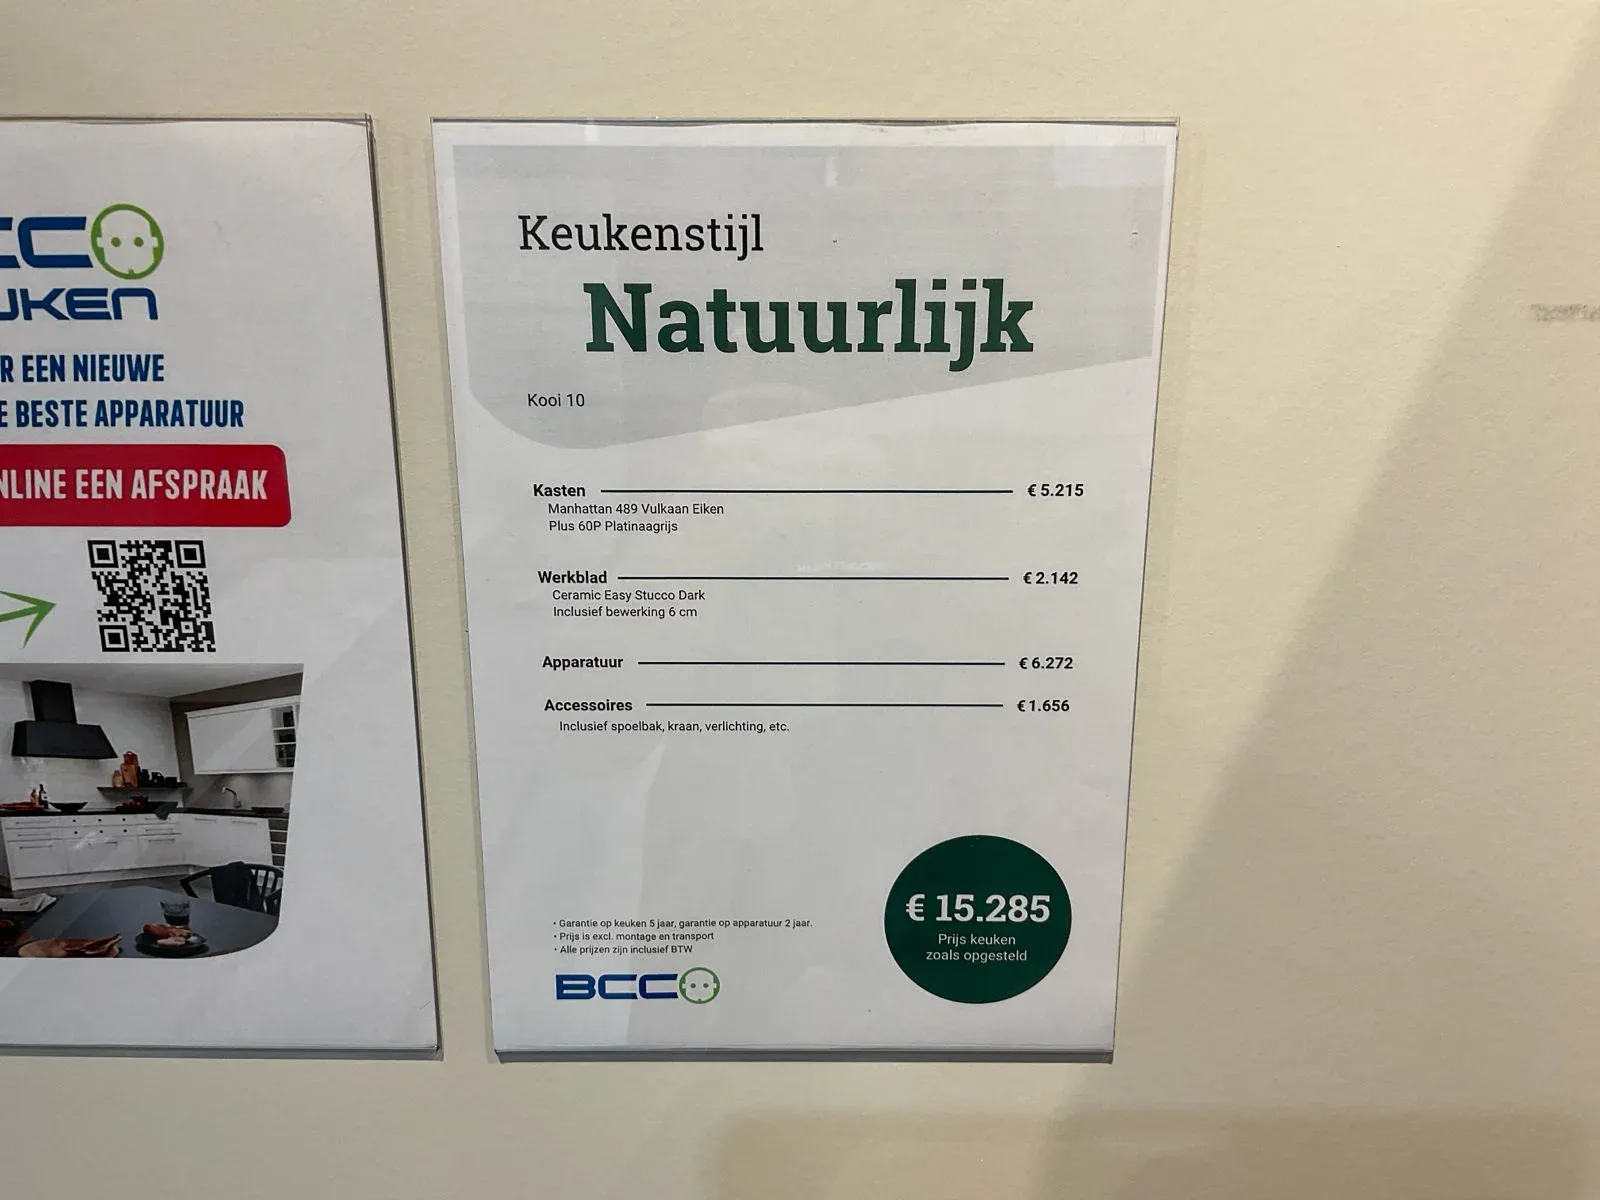 CCO
UKEN
R EEN NIEUWE
E BESTE APPARATUUR
NLINE EEN AFSPRAAK
Keukenstijl
Natuurlijk
Kooi 10
Kasten € 5.215
Manhattan 489 Vulkaan Eiken
Plus 60P Platinaagrijs
Werkblad € 2.142
Ceramic Easy Stucco Dark
Inclusief bewerking 6 cm
Apparatuur € 6.272
Accessoires € 1.656
Inclusief spoelbak, kraan, verlichting, etc.
• Garantie op keuken 5 jaar, garantie op apparatuur 2 jaar.
• Prijs is excl. montage en transport
• Alle prijzen zijn inclusief BTW
BCC
€ 15.285
Prijs keuken
zoals opgesteld